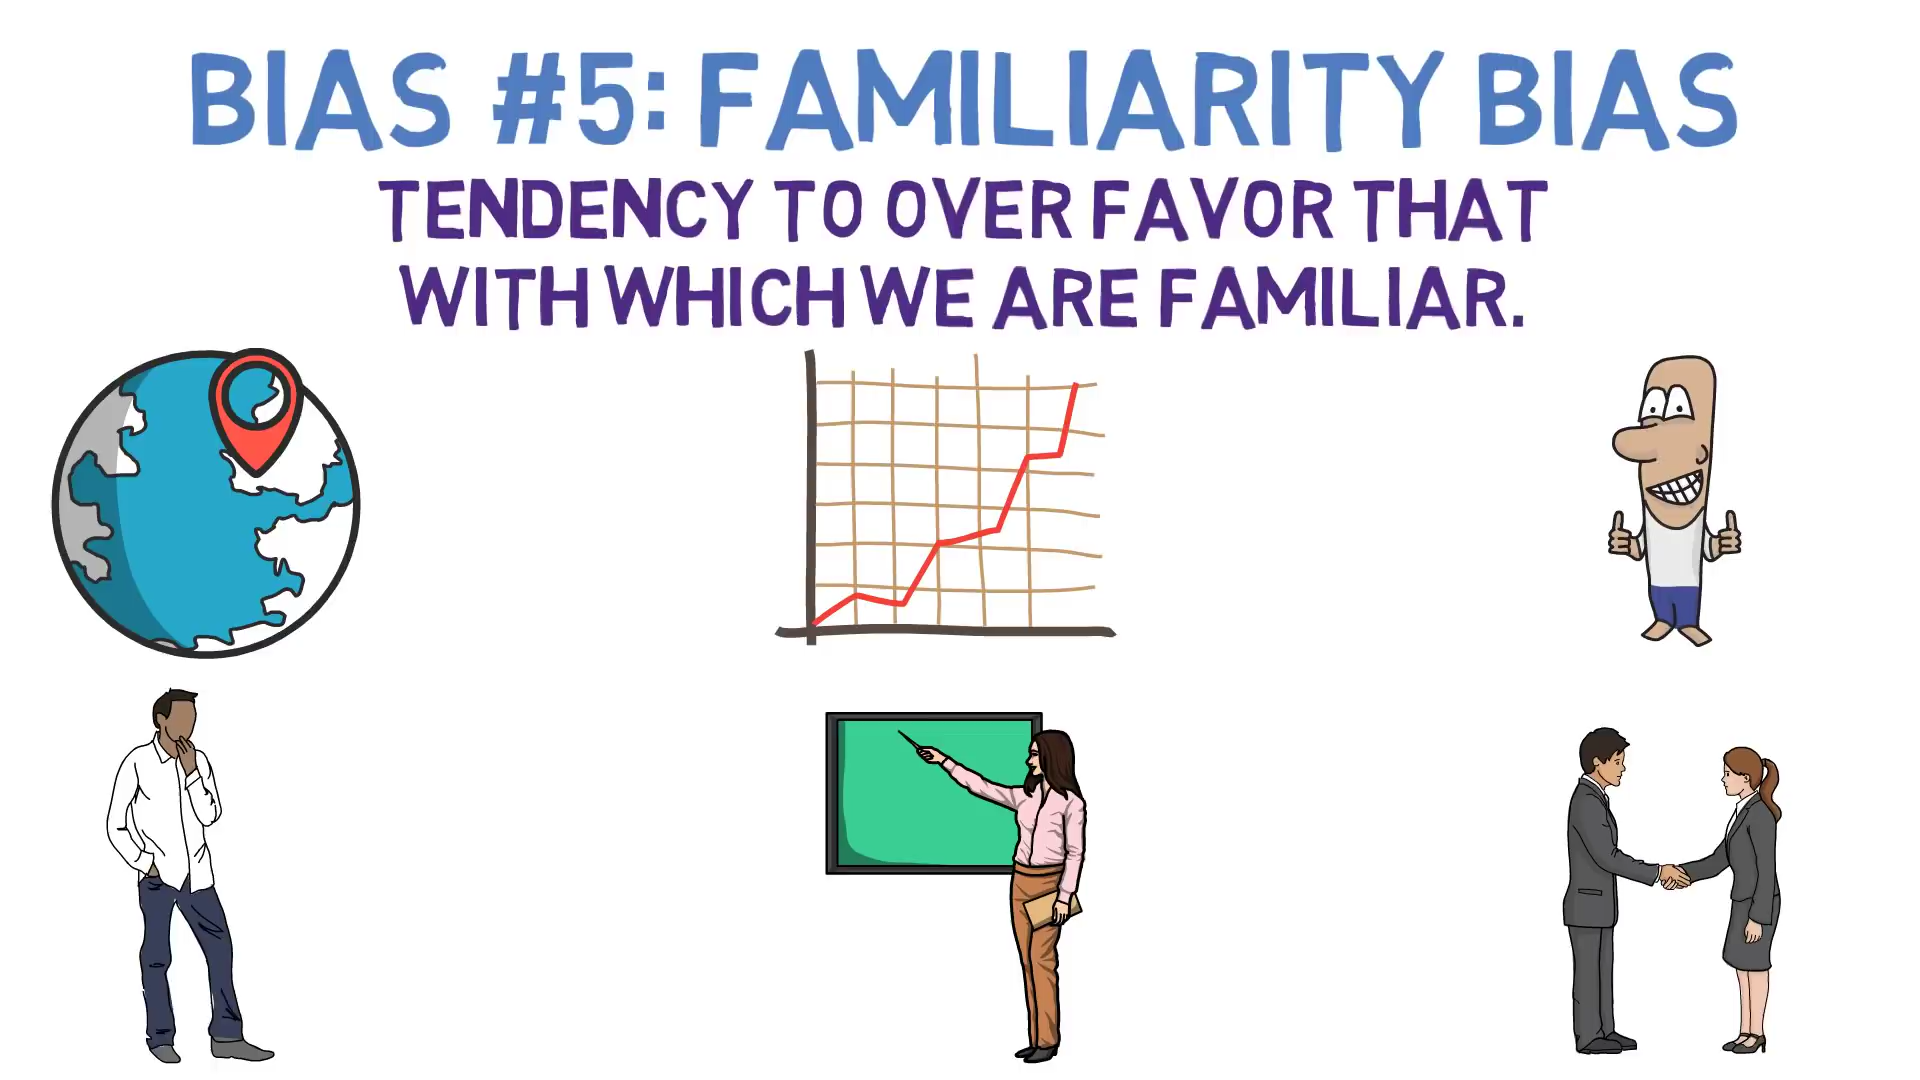 BIAS #5: FAMILIARITY BIAS
TENDENCY TO OVER FAVOR THAT
WITH WHICH WE ARE FAMILIAR.